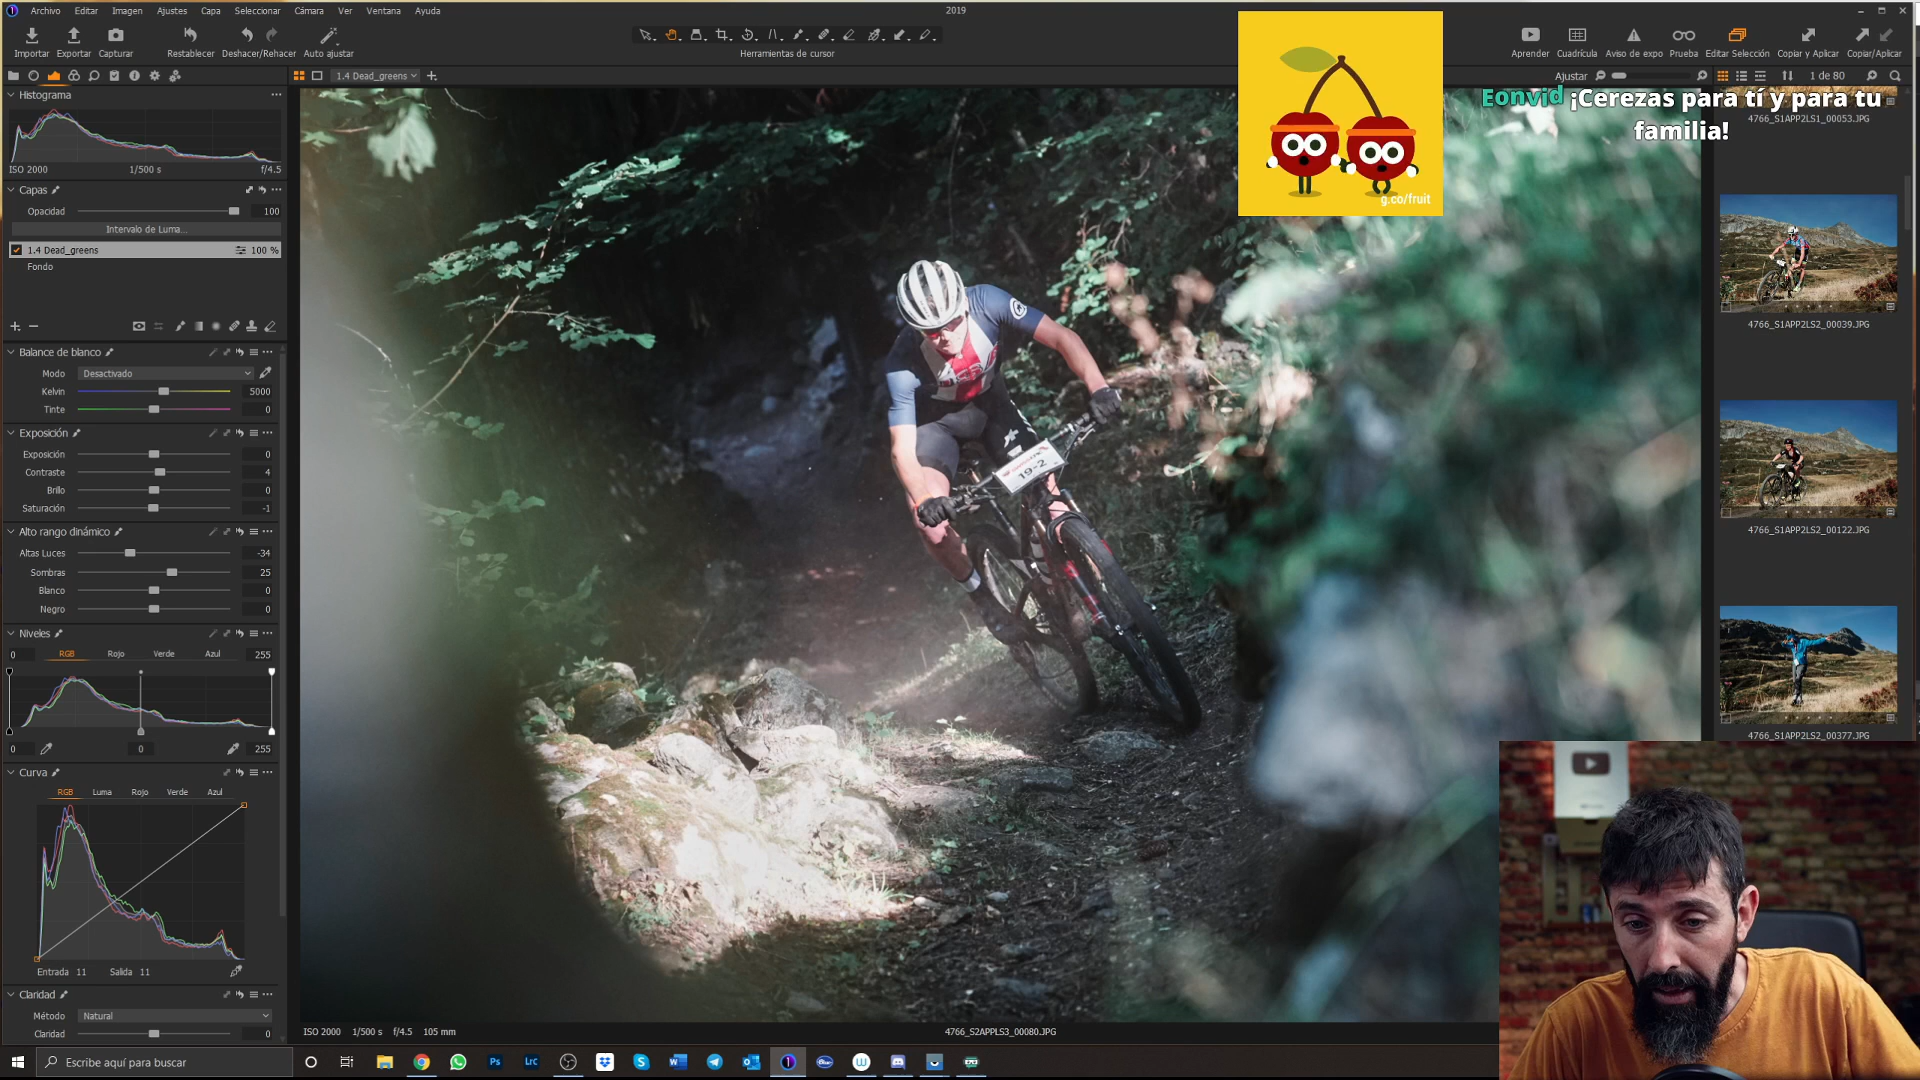 Archivo Editar Imagen Ajustes Capa Seleccionar Cámara Ver Ventana Ayuda
2019
Importar Exportar Capturar Restablecer Deshacer/Rehacer Auto ajustar
Herramientas de cursor
Aprender Cuadrícula Aviso de expo Prueba Editar Selección Copiar y Aplicar Copiar/Aplicar
1.4 Dead_greens
Ajustar
1 de 80
Histograma
ISO 2000 1/500 s f/4.5
Capas
Opacidad 100
Intervalo de Luma...
1.4 Dead_greens 100 %
Fondo
Balance de blanco
Modo Desactivado
Kelvin 5000
Tinte 0
Exposición
Exposición 0
Contraste 4
Brillo 0
Saturación -1
Alto rango dinámico
Altas Luces -34
Sombras 25
Blanco 0
Negro 0
Niveles
0 RGB Rojo Verde Azul 255
0 0 255
Curva
RGB Luma Rojo Verde Azul
Entrada 11 Salida 11
Claridad
Método Natural
Claridad 0
g.co/fruit
Eonvid ¡Cerezas para tí y para tu
familia!
19-2
4766_S1APP2LS1_00053.JPG
4766_S1APP2LS2_00039.JPG
4766_S1APP2LS2_00122.JPG
4766_S1APP2LS2_00377.JPG
ISO 2000 1/500 s f/4.5 105 mm
4766_S2APPLS3_00080.JPG
Escribe aquí para buscar
Ps
Lrc